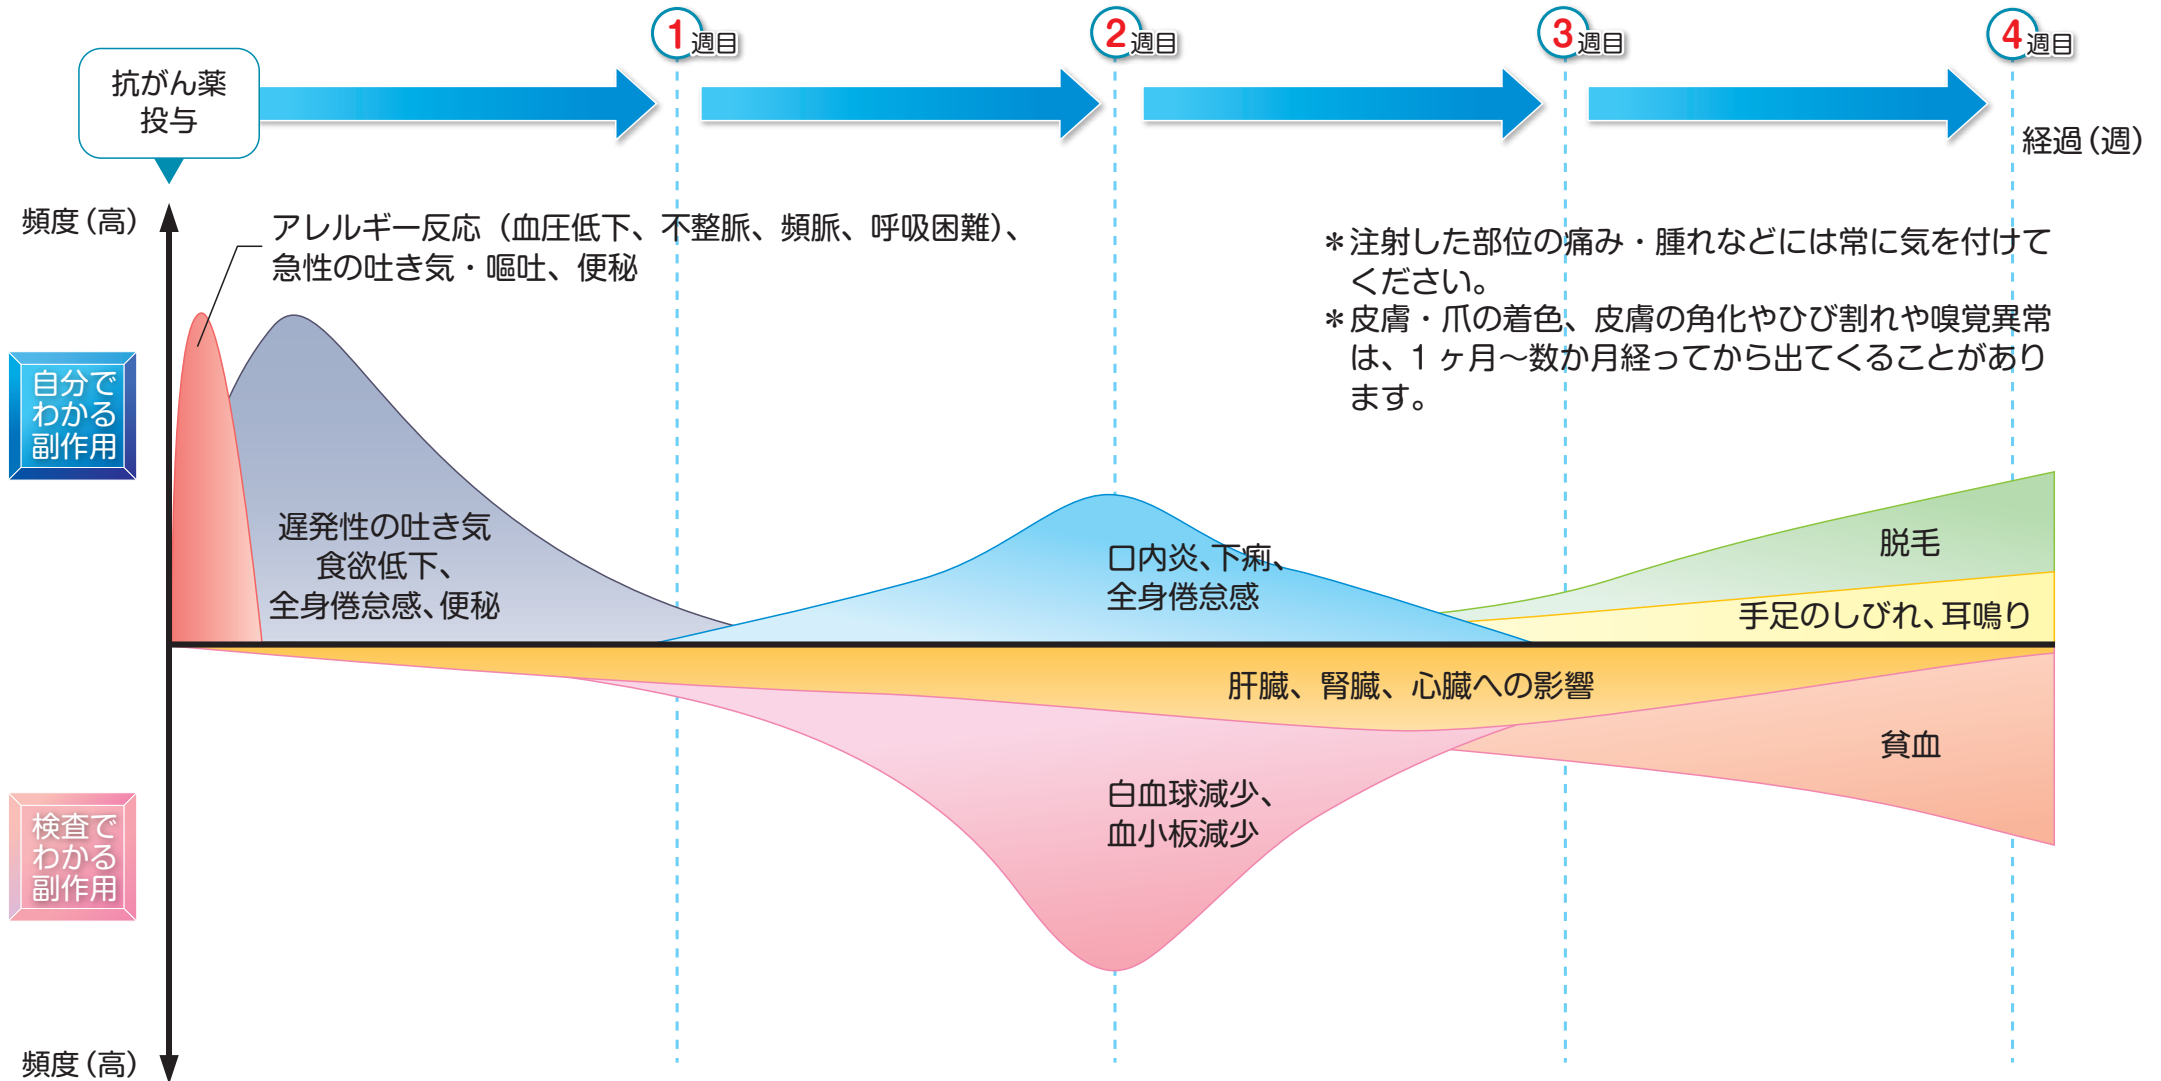 1週目
2週目
3週目
4週目
抗がん薬
投与
経過（週）
頻度（高）
アレルギー反応（血圧低下、不整脈、頻脈、呼吸困難）、
急性の吐き気・嘔吐、便秘
＊注射した部位の痛み・腫れなどには常に気を付けて
ください。
＊皮膚・爪の着色、皮膚の角化やひび割れや嗅覚異常
は、1 ヶ月～数か月経ってから出てくることがあり
ます。
自分で
わかる
副作用
遅発性の吐き気
食欲低下、
全身倦怠感、便秘
口内炎、下痢、
全身倦怠感
脱毛
手足のしびれ、耳鳴り
肝臓、腎臓、心臓への影響
貧血
白血球減少、
血小板減少
検査で
わかる
副作用
頻度（高）